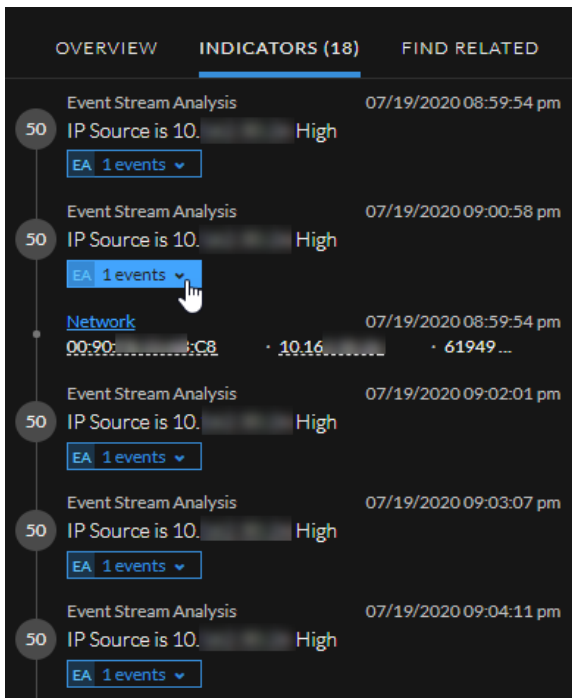 OVERVIEW INDICATORS (18) FIND RELATED
Event Stream Analysis 07/19/2020 08:59:54 pm
50 IP Source is 10. High
EA 1 events
Event Stream Analysis 07/19/2020 09:00:58 pm
50 IP Source is 10. High
EA 1 events
Network 07/19/2020 08:59:54 pm
00:90: :C8 · 10.16 · 61949 ...
Event Stream Analysis 07/19/2020 09:02:01 pm
50 IP Source is 10. High
EA 1 events
Event Stream Analysis 07/19/2020 09:03:07 pm
50 IP Source is 10. High
EA 1 events
Event Stream Analysis 07/19/2020 09:04:11 pm
50 IP Source is 10. High
EA 1 events